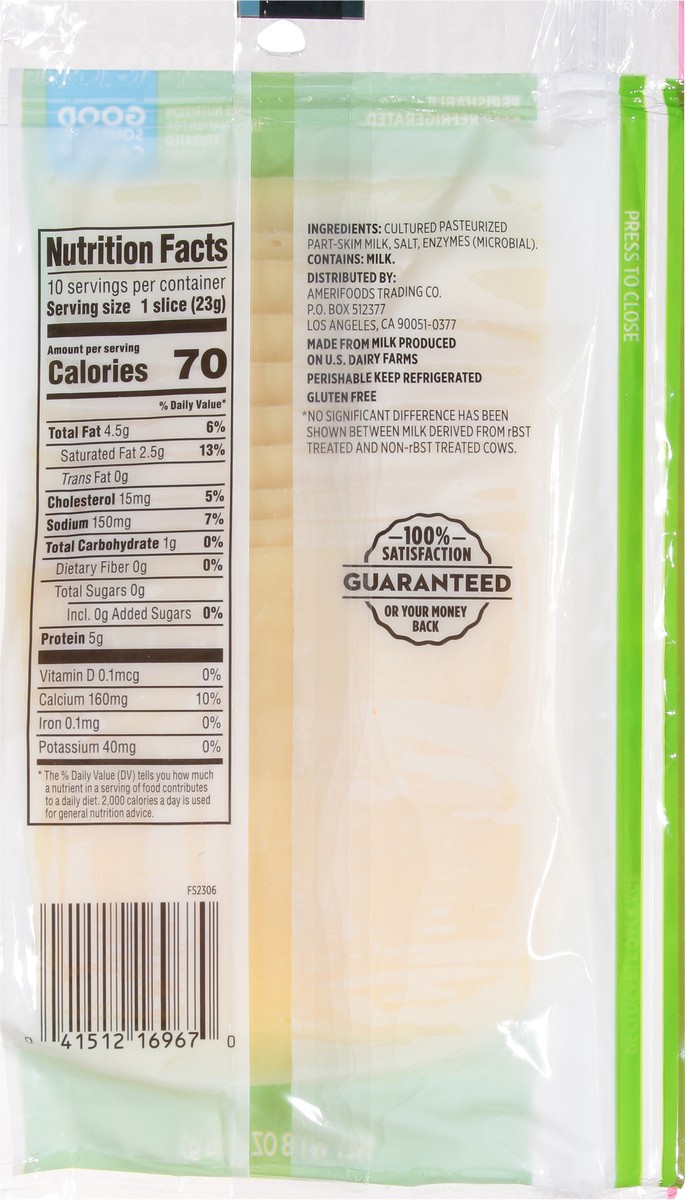 GOOD
PERISHABLE
REFRIGERATED
Nutrition Facts
10 servings per container
Serving size 1 slice (23g)
Amount per serving
Calories 70
% Daily Value*
Total Fat 4.5g 6%
Saturated Fat 2.5g 13%
Trans Fat 0g
Cholesterol 15mg 5%
Sodium 150mg 7%
Total Carbohydrate 1g 0%
Dietary Fiber 0g 0%
Total Sugars 0g
Incl. 0g Added Sugars 0%
Protein 5g
Vitamin D 0.1mcg 0%
Calcium 160mg 10%
Iron 0.1mg 0%
Potassium 40mg 0%
* The % Daily Value (DV) tells you how much
a nutrient in a serving of food contributes
to a daily diet. 2,000 calories a day is used
for general nutrition advice.
FS2306
0 41512 16967 0
INGREDIENTS: CULTURED PASTEURIZED
PART-SKIM MILK, SALT, ENZYMES (MICROBIAL).
CONTAINS: MILK.
DISTRIBUTED BY:
AMERIFOODS TRADING CO.
P.O. BOX 512377
LOS ANGELES, CA 90051-0377
MADE FROM MILK PRODUCED
ON U.S. DAIRY FARMS
PERISHABLE KEEP REFRIGERATED
GLUTEN FREE
*NO SIGNIFICANT DIFFERENCE HAS BEEN
SHOWN BETWEEN MILK DERIVED FROM rBST
TREATED AND NON-rBST TREATED COWS.
–100%–
SATISFACTION
GUARANTEED
OR YOUR MONEY
BACK
PRESS TO CLOSE
8 OZ